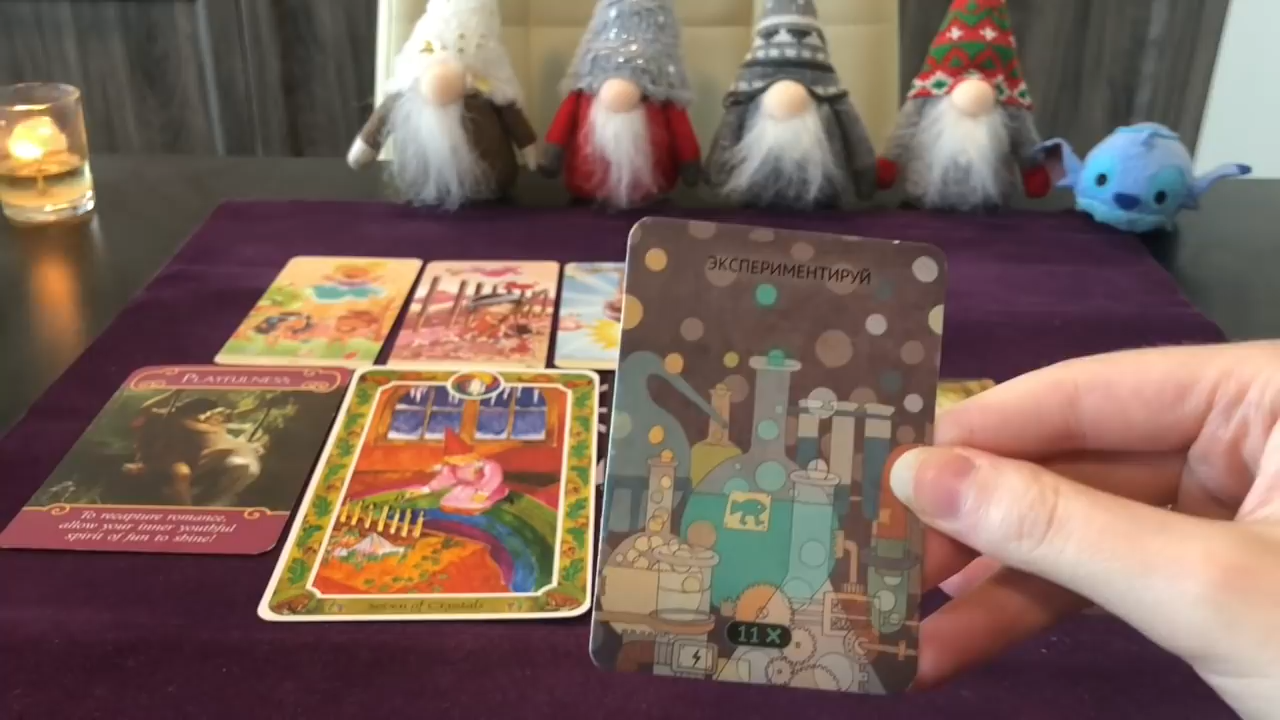 ЭКСПЕРИМЕНТИРУЙ
PLAYFULNESS
To recapture romance,
allow your inner youthful
spirit of fun to shine!
Seven of Crystals
11 X